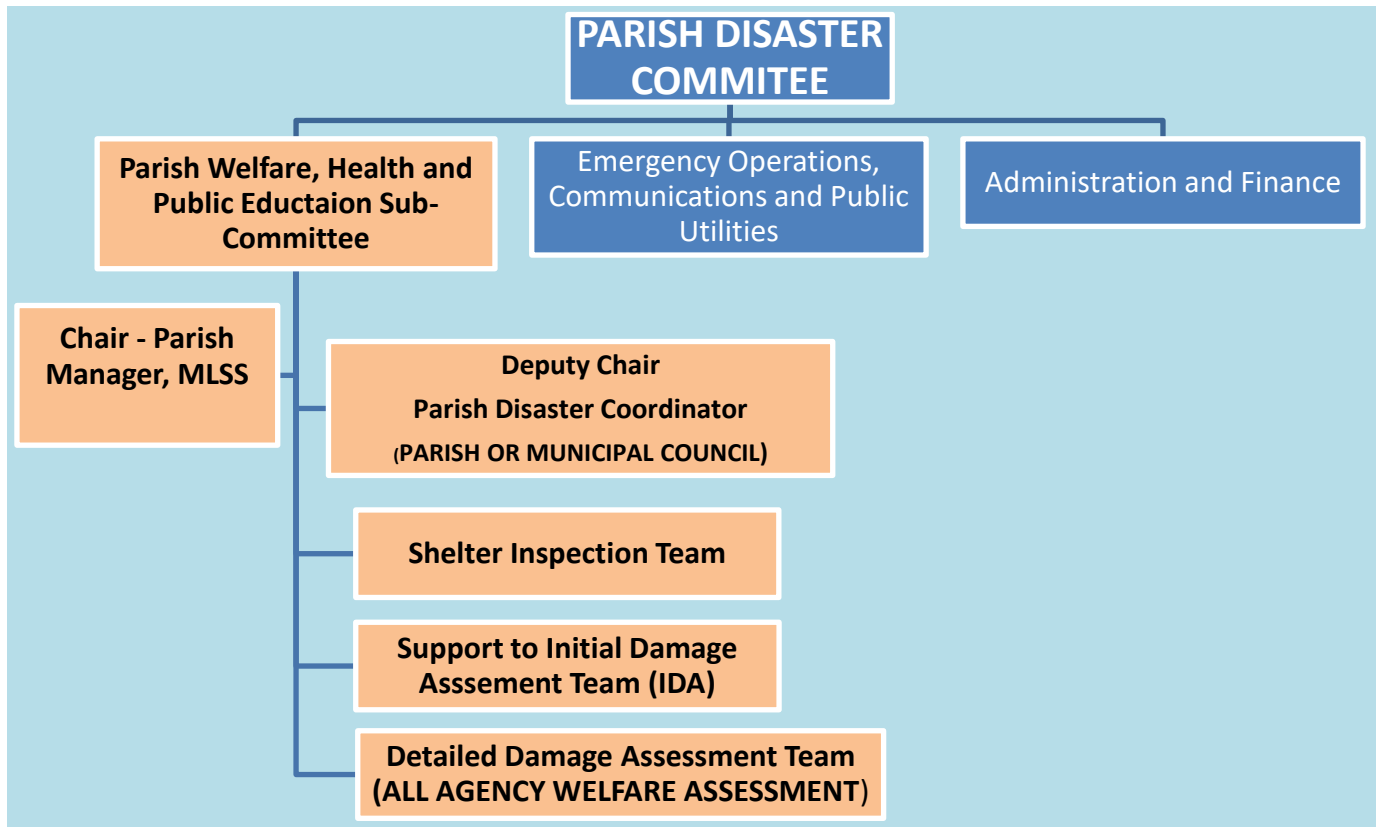 PARISH DISASTER
COMMITEE
Parish Welfare, Health and
Public Eductaion Sub-
Committee
Emergency Operations,
Communications and Public
Utilities
Administration and Finance
Chair - Parish
Manager, MLSS
Deputy Chair
Parish Disaster Coordinator
(PARISH OR MUNICIPAL COUNCIL)
Shelter Inspection Team
Support to Initial Damage
Asssement Team (IDA)
Detailed Damage Assessment Team
(ALL AGENCY WELFARE ASSESSMENT)